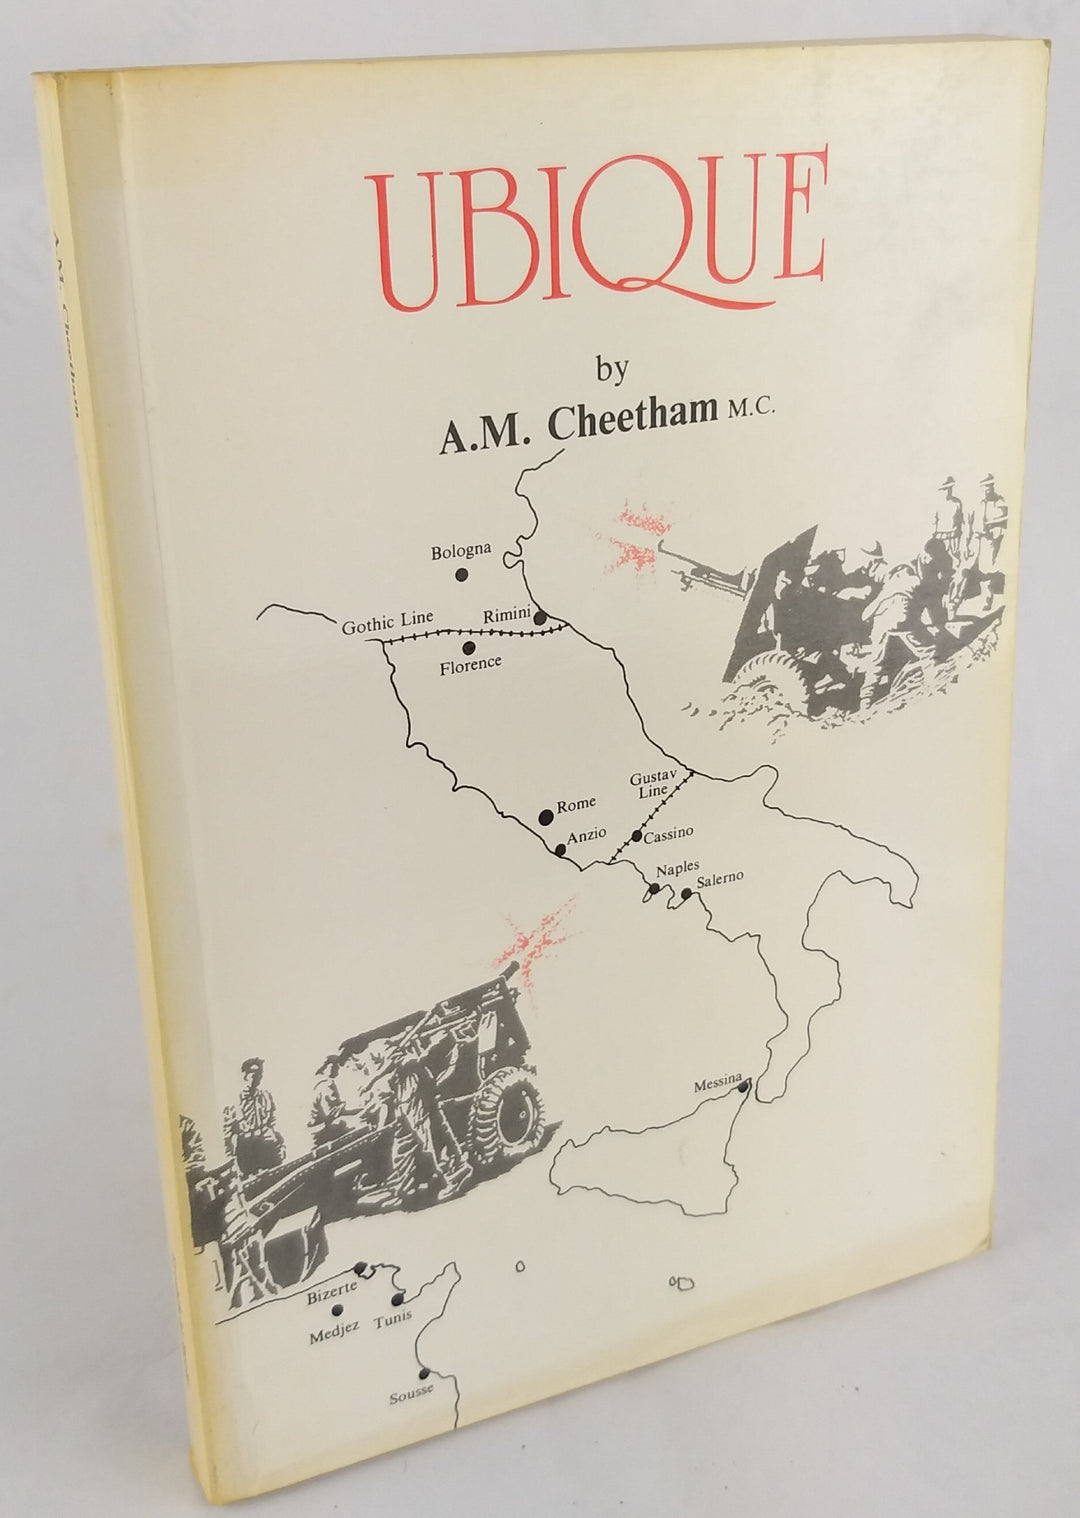 UBIQUE
by
A.M. Cheetham M.C.
Bologna
Gothic Line
Rimini
Florence
Gustav
Line
Rome
Anzio
Cassino
Naples
Salerno
Messina
Bizerte
Medjez
Tunis
Sousse
A.M. Cheetham